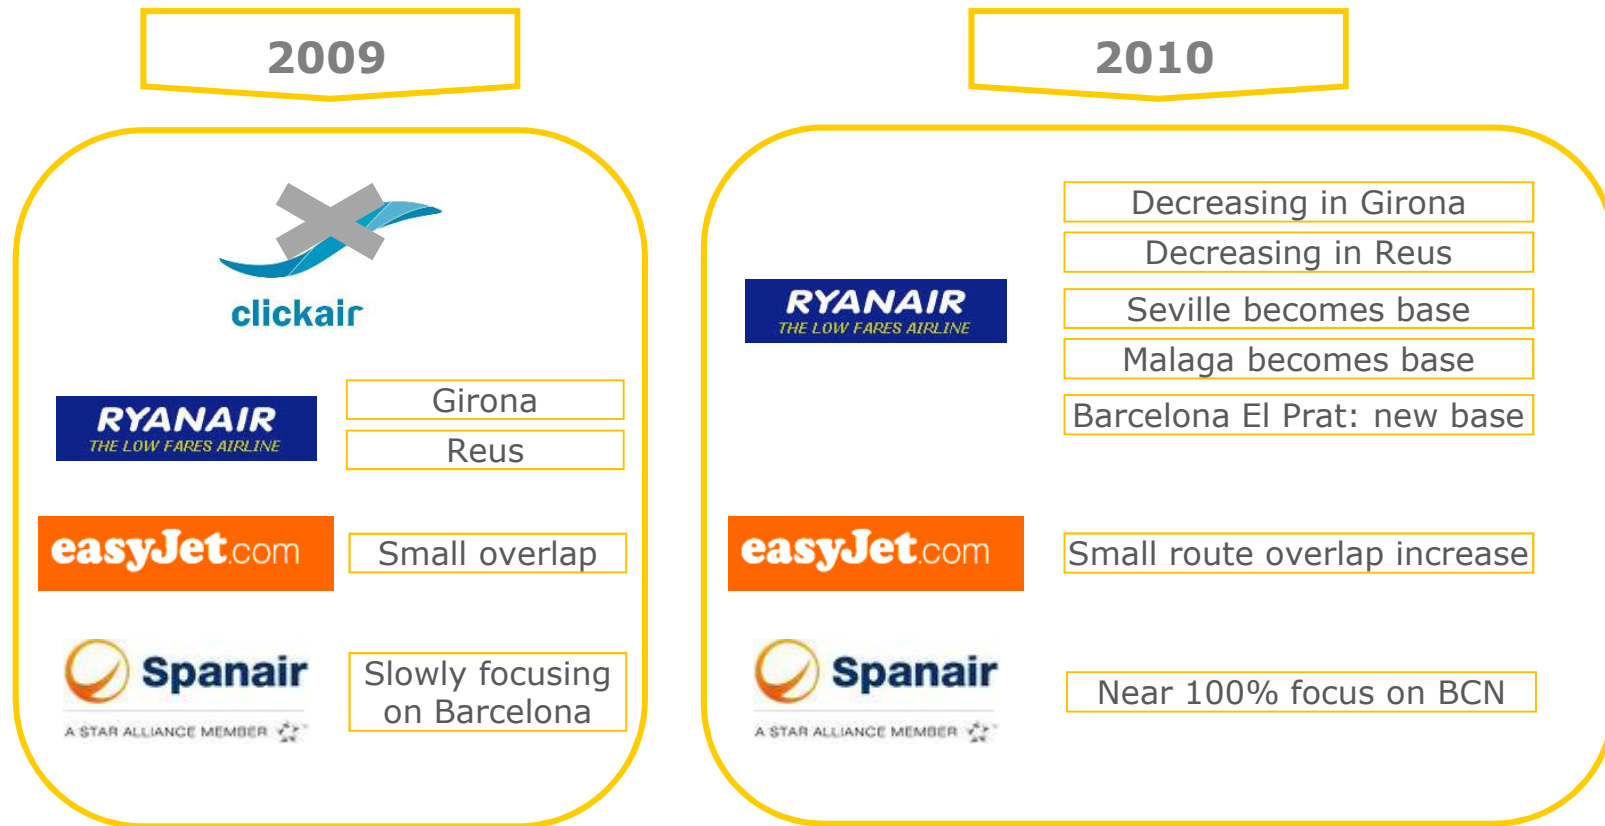 2009
clickair
RYANAIR
THE LOW FARES AIRLINE
Girona
Reus
easyJet.com
Small overlap
Spanair
A STAR ALLIANCE MEMBER
Slowly focusing
on Barcelona
2010
RYANAIR
THE LOW FARES AIRLINE
Decreasing in Girona
Decreasing in Reus
Seville becomes base
Malaga becomes base
Barcelona El Prat: new base
easyJet.com
Small route overlap increase
Spanair
A STAR ALLIANCE MEMBER
Near 100% focus on BCN